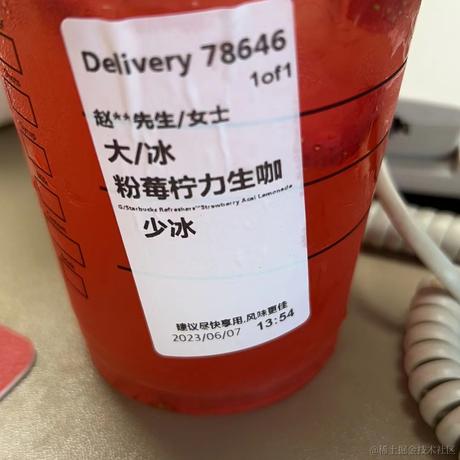 Delivery 78646
1of1
赵**先生/女士
大/冰
粉莓柠力生咖
G/Starbucks Refreshers™Strawberry Acai Lemonade
少冰
建议尽快享用,风味更佳
2023/06/07 13:54
@稀土掘金技术社区